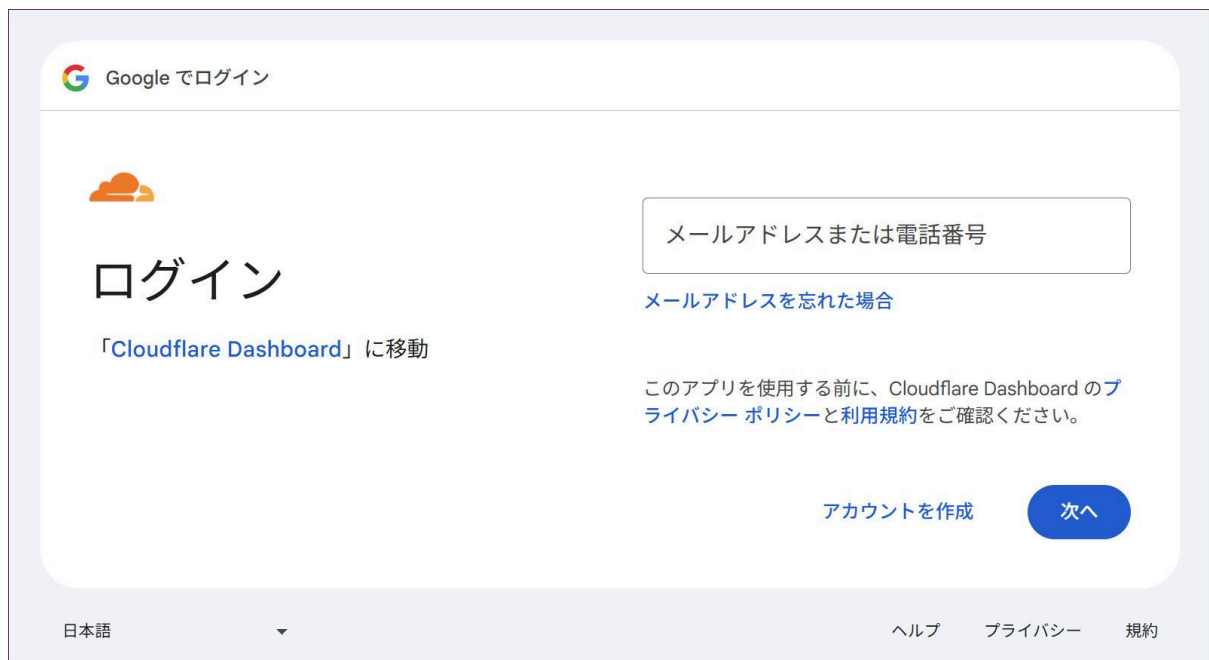 Google でログイン
ログイン
「Cloudflare Dashboard」に移動
メールアドレスまたは電話番号
メールアドレスを忘れた場合
このアプリを使用する前に、Cloudflare Dashboard のプ
ライバシー ポリシーと利用規約をご確認ください。
アカウントを作成
次へ
日本語
ヘルプ プライバシー 規約